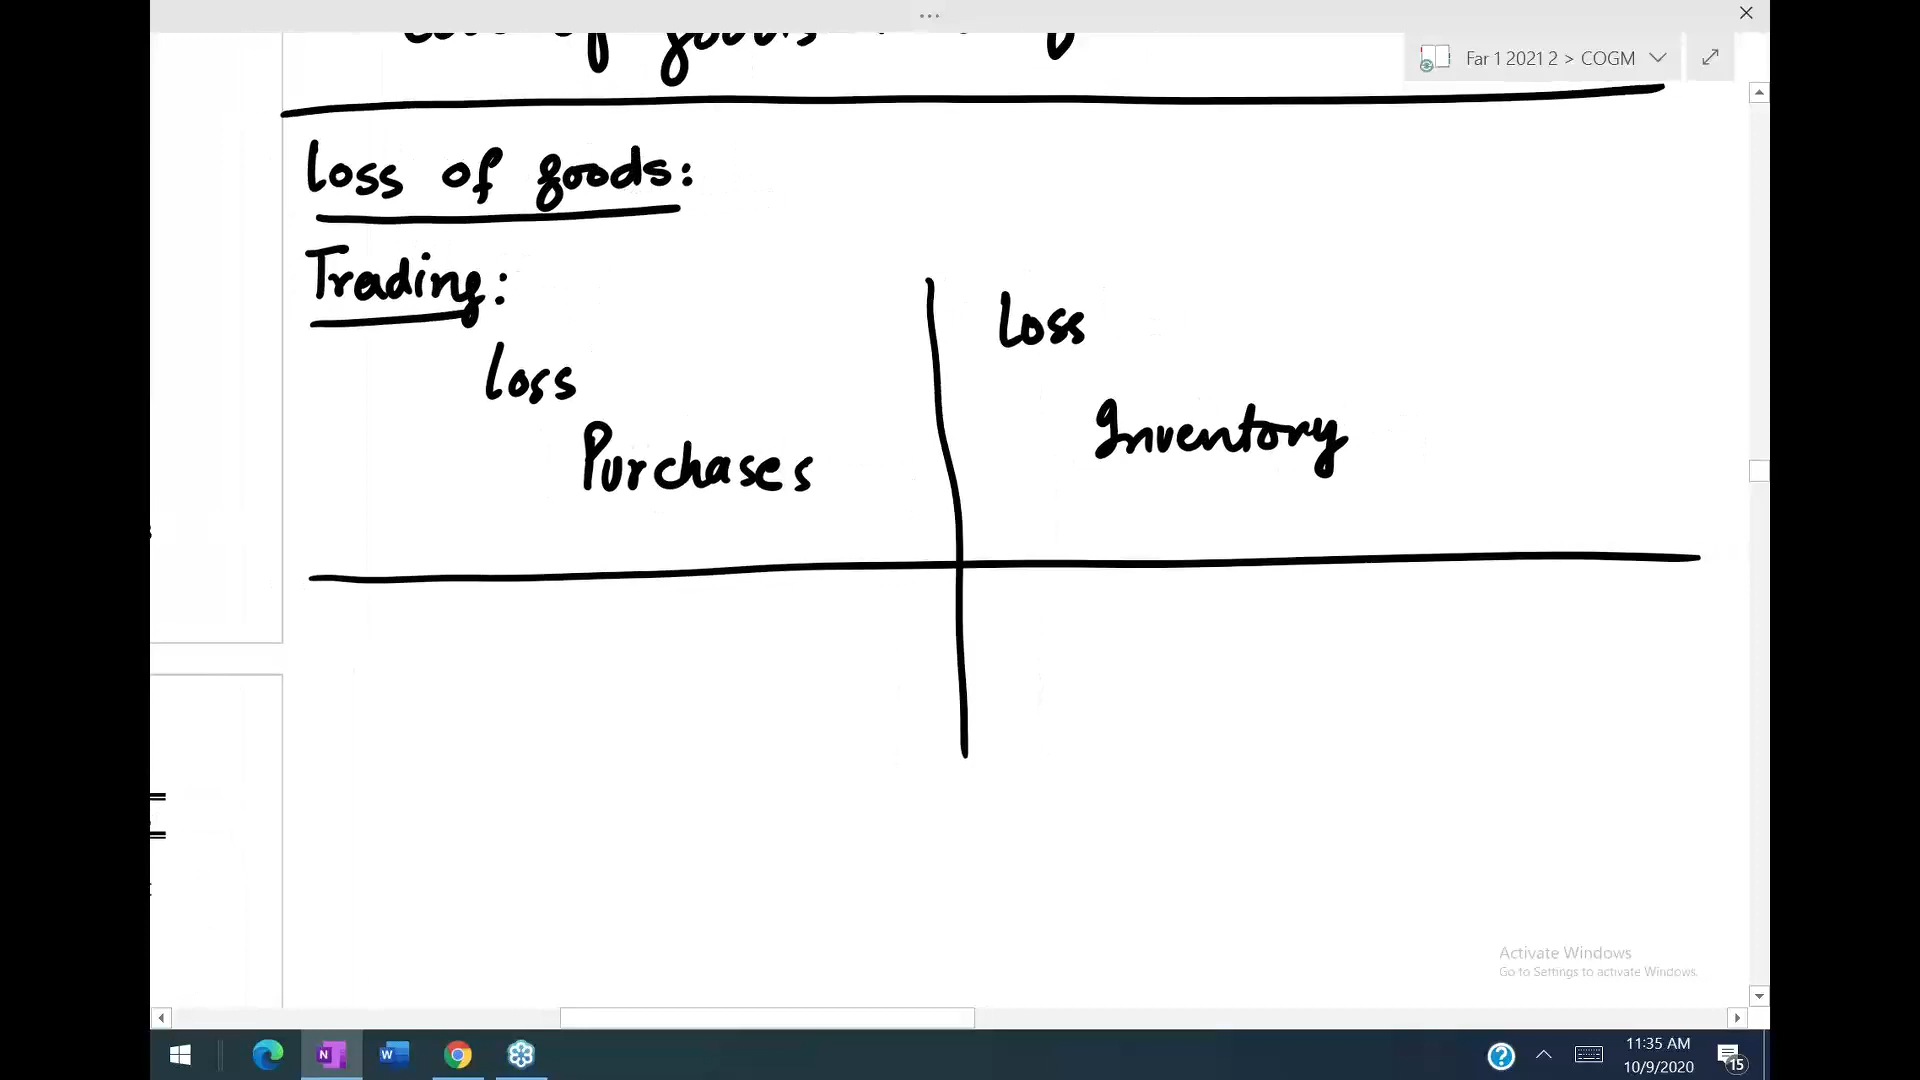 ...
Far 1 2021 2 > COGM
Loss of goods:
Trading:
Loss
Purchases
Loss
Inventory
Activate Windows
Go to Settings to activate Windows.
11:35 AM
10/9/2020
15